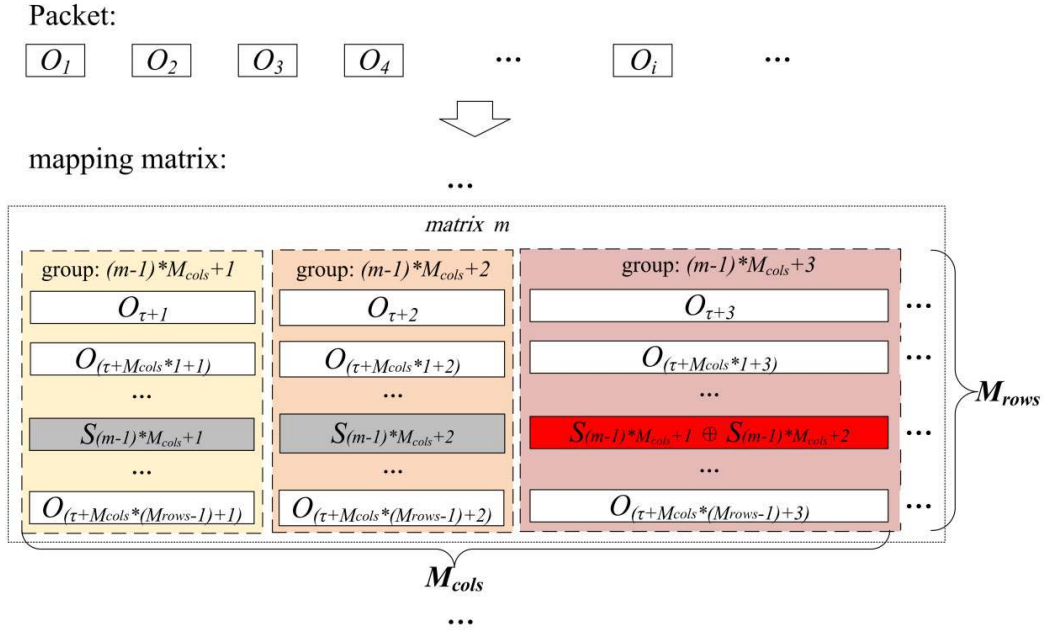 Packet:
O1 O2 O3 O4 ... Oi ...
mapping matrix:
...
matrix m
group: (m-1)*Mcols+1 group: (m-1)*Mcols+2 group: (m-1)*Mcols+3
Oτ+1 Oτ+2 Oτ+3 ...
O(τ+Mcols*1+1) O(τ+Mcols*1+2) O(τ+Mcols*1+3) ...
... ... ...
Mrows
S(m-1)*Mcols+1 S(m-1)*Mcols+2 S(m-1)*Mcols+1 ⊕ S(m-1)*Mcols+2 ...
... ... ...
O(τ+Mcols*(Mrows-1)+1) O(τ+Mcols*(Mrows-1)+2) O(τ+Mcols*(Mrows-1)+3) ...
Mcols
...